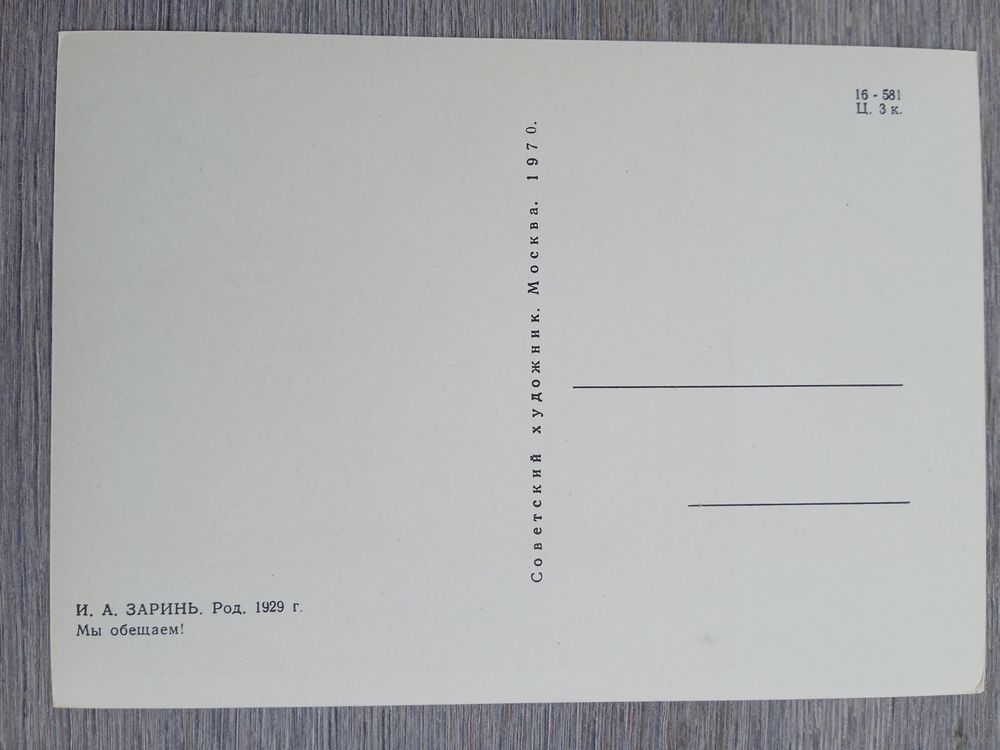 16 - 581
Ц. 3 к.
Советский художник. Москва. 1970.
И. А. ЗАРИНЬ. Род. 1929 г.
Мы обещаем!